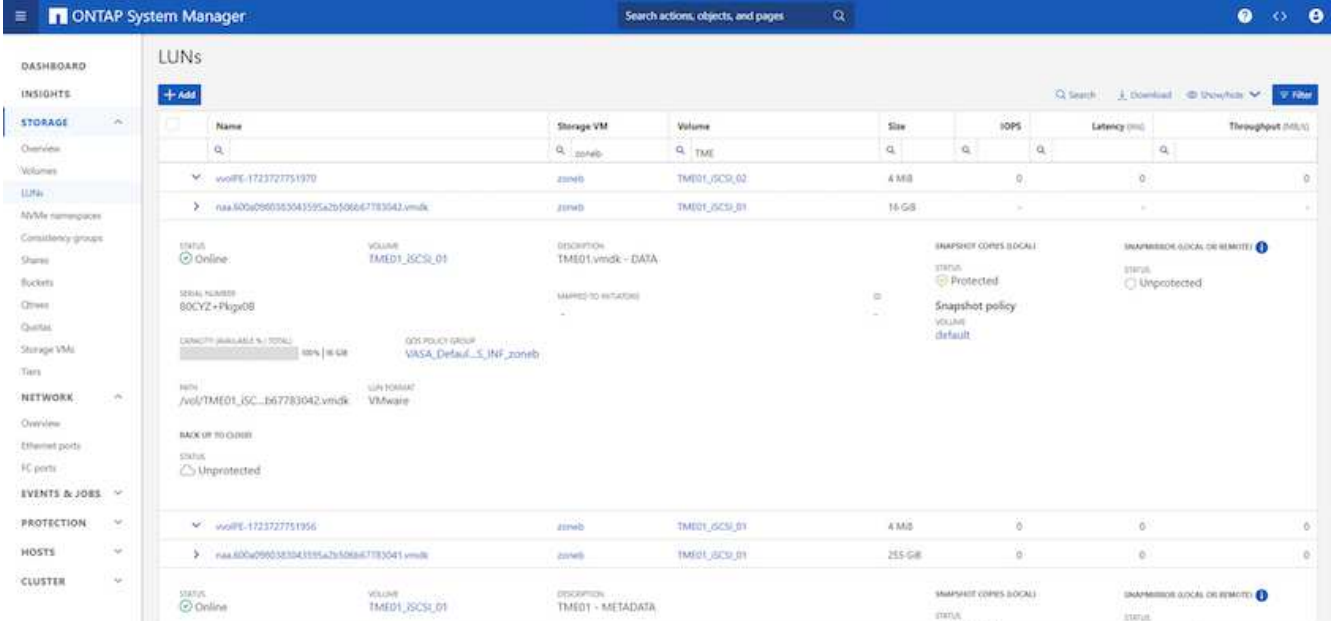 ONTAP System Manager
Search actions, objects, and pages
DASHBOARD
INSIGHTS
STORAGE
Overview
Volumes
LUNs
NVMe namespaces
Consistency groups
Shares
Buckets
Qtrees
Quotas
Storage VMs
Tiers
NETWORK
Overview
Ethernet ports
FC ports
EVENTS & JOBS
PROTECTION
HOSTS
CLUSTER
LUNs
+ Add
Search Download Show/hide Filter
Name Storage VM Volume Size IOPS Latency (ms) Throughput (MB/s)
zoneb TME
vvolPE-1723727751970 zoneb TME01_iSCSI_02 4 MiB 0 0 0
naa.600a0980383043595a2b506b67783042.vmdk zoneb TME01_iSCSI_01 16 GiB - - -
STATUS VOLUME DESCRIPTION SNAPSHOT COPIES (LOCAL) SNAPMIRROR (LOCAL OR REMOTE)
Online TME01_iSCSI_01 TME01.vmdk - DATA
STATUS STATUS
Protected Unprotected
SERIAL NUMBER MAPPED TO INITIATORS ID
80CYZ+Pkgx0B - -
Snapshot policy
VOLUME
default
CAPACITY (AVAILABLE % | TOTAL) QOS POLICY GROUP
100% | 16 GiB VASA_Defaul...S_INF_zoneb
PATH LUN FORMAT
/vol/TME01_iSC...b67783042.vmdk VMware
BACK UP TO CLOUD
STATUS
Unprotected
vvolPE-1723727751956 zoneb TME01_iSCSI_01 4 MiB 0 0 0
naa.600a0980383043595a2b506b67783041.vmdk zoneb TME01_iSCSI_01 255 GiB 0 0 0
STATUS VOLUME DESCRIPTION SNAPSHOT COPIES (LOCAL) SNAPMIRROR (LOCAL OR REMOTE)
Online TME01_iSCSI_01 TME01 - METADATA
STATUS STATUS